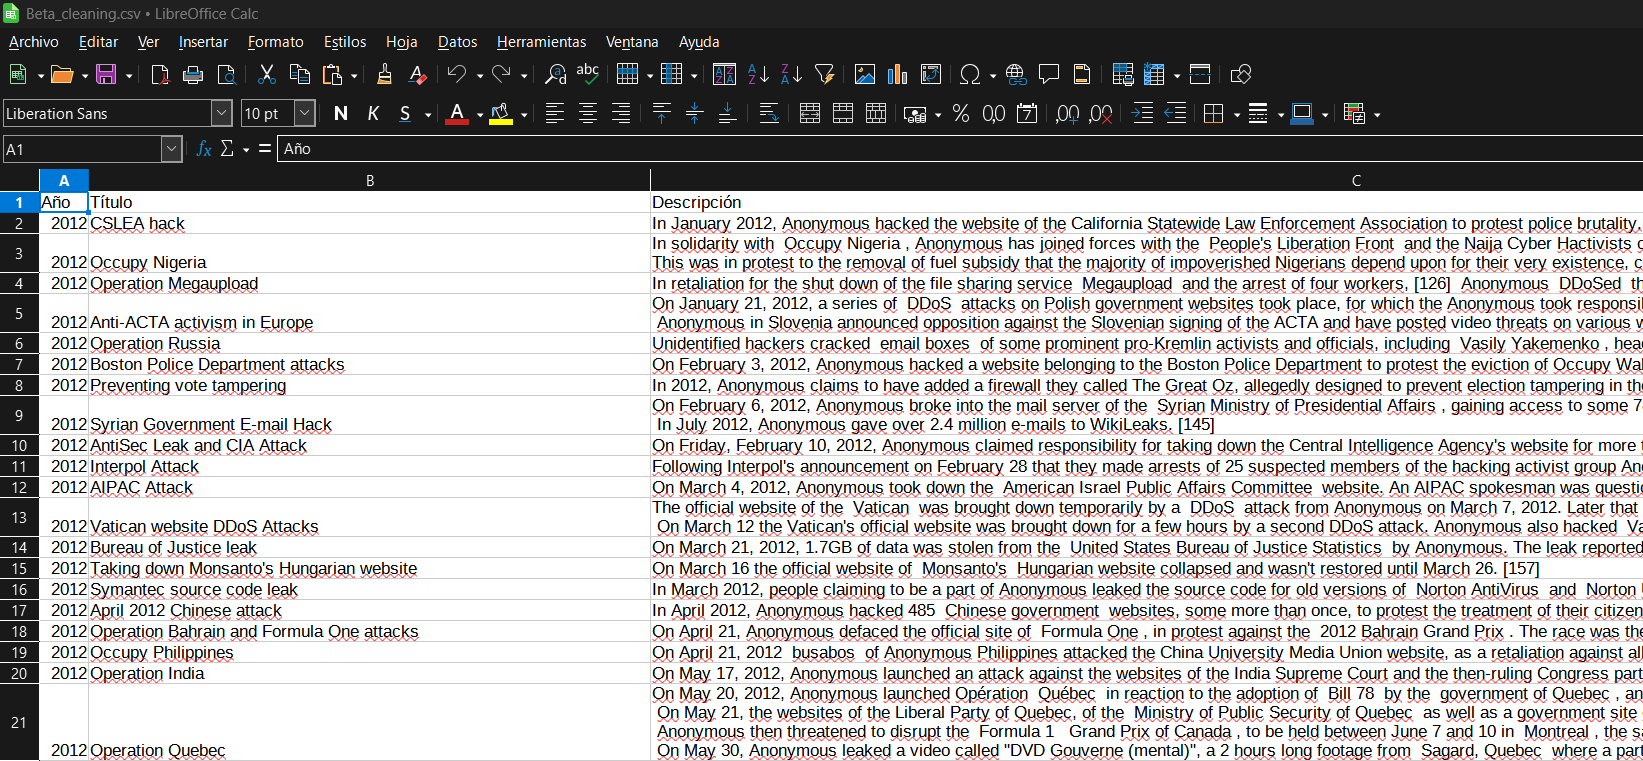 Beta_cleaning.csv • LibreOffice Calc
Archivo Editar Ver Insertar Formato Estilos Hoja Datos Herramientas Ventana Ayuda
Liberation Sans 10 pt N K S A % 0,0 7 ,00 ,00
A1 fx Σ = Año
A B C
1 Año Título Descripción
2 2012 CSLEA hack In January 2012, Anonymous hacked the website of the California Statewide Law Enforcement Association to protest police brutality,
In solidarity with Occupy Nigeria , Anonymous has joined forces with the People's Liberation Front and the Naija Cyber Hactivists
3 2012 Occupy Nigeria This was in protest to the removal of fuel subsidy that the majority of impoverished Nigerians depend upon for their very existence,
4 2012 Operation Megaupload In retaliation for the shut down of the file sharing service Megaupload and the arrest of four workers, [126] Anonymous DDoSed
On January 21, 2012, a series of DDoS attacks on Polish government websites took place, for which the Anonymous took
5 2012 Anti-ACTA activism in Europe Anonymous in Slovenia announced opposition against the Slovenian signing of the ACTA and have posted video threats on various
6 2012 Operation Russia Unidentified hackers cracked email boxes of some prominent pro-Kremlin activists and officials, including Vasily Yakemenko ,
7 2012 Boston Police Department attacks On February 3, 2012, Anonymous hacked a website belonging to the Boston Police Department to protest the eviction of Occupy
8 2012 Preventing vote tampering In 2012, Anonymous claims to have added a firewall they called The Great Oz, allegedly designed to prevent election tampering in
On February 6, 2012, Anonymous broke into the mail server of the Syrian Ministry of Presidential Affairs , gaining access to some
9 2012 Syrian Government E-mail Hack In July 2012, Anonymous gave over 2.4 million e-mails to WikiLeaks. [145]
10 2012 AntiSec Leak and CIA Attack On Friday, February 10, 2012, Anonymous claimed responsibility for taking down the Central Intelligence Agency's website for more
11 2012 Interpol Attack Following Interpol's announcement on February 28 that they made arrests of 25 suspected members of the hacking activist group
12 2012 AIPAC Attack On March 4, 2012, Anonymous took down the American Israel Public Affairs Committee website. An AIPAC spokesman was
The official website of the Vatican was brought down temporarily by a DDoS attack from Anonymous on March 7, 2012. Later that
13 2012 Vatican website DDoS Attacks On March 12 the Vatican's official website was brought down for a few hours by a second DDoS attack. Anonymous also hacked
14 2012 Bureau of Justice leak On March 21, 2012, 1.7GB of data was stolen from the United States Bureau of Justice Statistics by Anonymous. The leak reported
15 2012 Taking down Monsanto's Hungarian website On March 16 the official website of Monsanto's Hungarian website collapsed and wasn't restored until March 26. [157]
16 2012 Symantec source code leak In March 2012, people claiming to be a part of Anonymous leaked the source code for old versions of Norton AntiVirus and Norton
17 2012 April 2012 Chinese attack In April 2012, Anonymous hacked 485 Chinese government websites, some more than once, to protest the treatment of their
18 2012 Operation Bahrain and Formula One attacks On April 21, Anonymous defaced the official site of Formula One , in protest against the 2012 Bahrain Grand Prix . The race was
19 2012 Occupy Philippines On April 21, 2012 busabos of Anonymous Philippines attacked the China University Media Union website, as a retaliation against
20 2012 Operation India On May 17, 2012, Anonymous launched an attack against the websites of the India Supreme Court and the then-ruling Congress
On May 20, 2012, Anonymous launched Opération Québec in reaction to the adoption of Bill 78 by the government of Quebec ,
On May 21, the websites of the Liberal Party of Quebec, of the Ministry of Public Security of Quebec as well as a government site
21 Anonymous then threatened to disrupt the Formula 1 Grand Prix of Canada , to be held between June 7 and 10 in Montreal , the
2012 Operation Quebec On May 30, Anonymous leaked a video called "DVD Gouverne (mental)", a 2 hours long footage from Sagard, Quebec where a